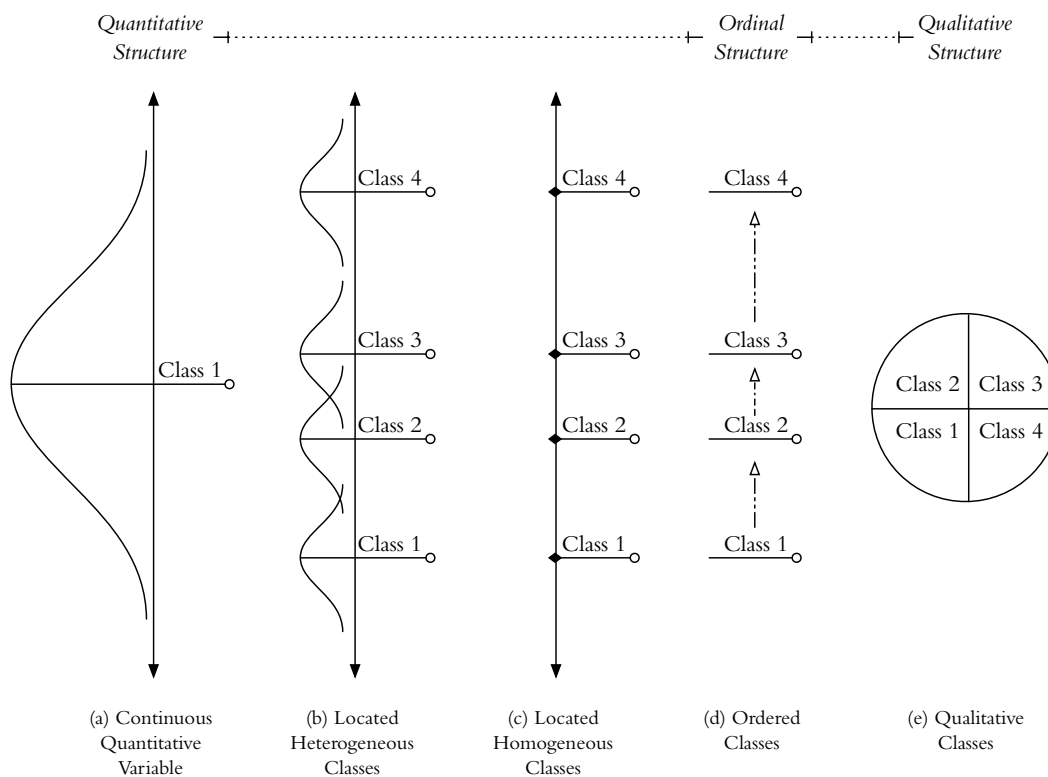 Quantitative
Structure
Ordinal
Structure
Qualitative
Structure
Class 1
Class 4
Class 3
Class 2
Class 1
Class 4
Class 3
Class 2
Class 1
Class 4
Class 3
Class 2
Class 1
Class 2
Class 3
Class 1
Class 4
(a) Continuous
Quantitative
Variable
(b) Located
Heterogeneous
Classes
(c) Located
Homogeneous
Classes
(d) Ordered
Classes
(e) Qualitative
Classes